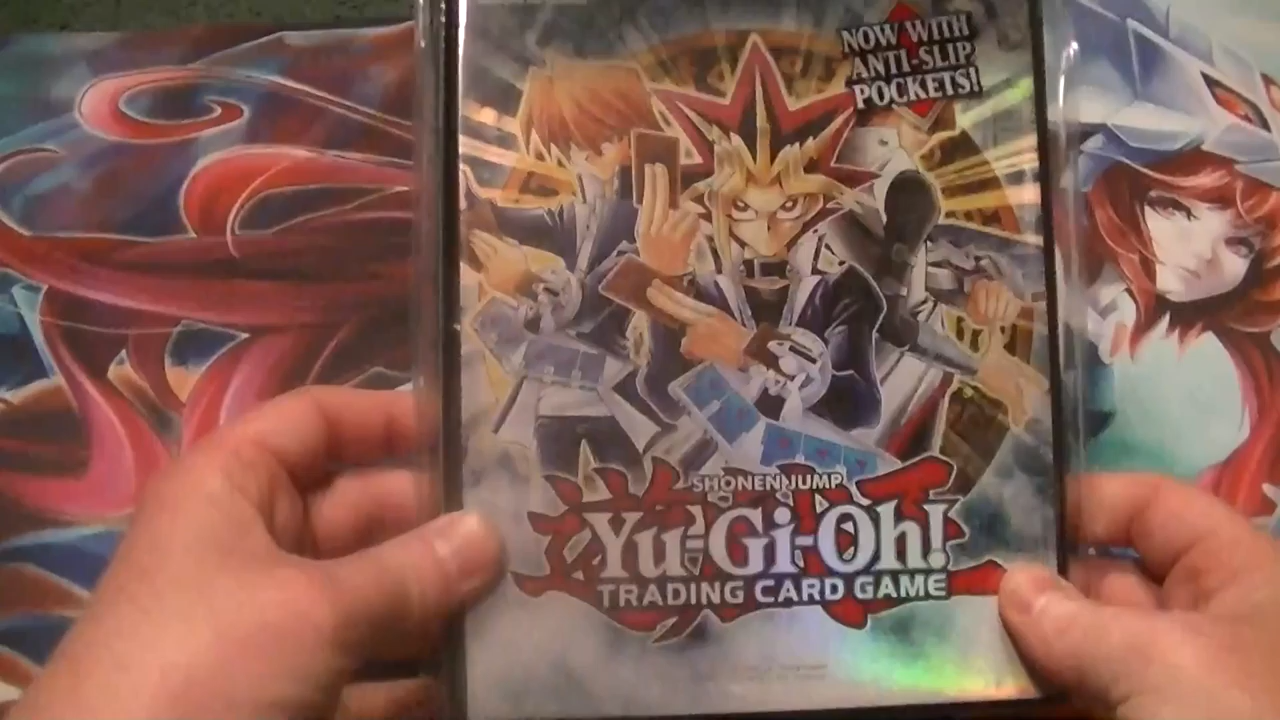 NOW WITH
ANTI-SLIP
POCKETS!
SHONEN JUMP
Yu-Gi-Oh!
TRADING CARD GAME